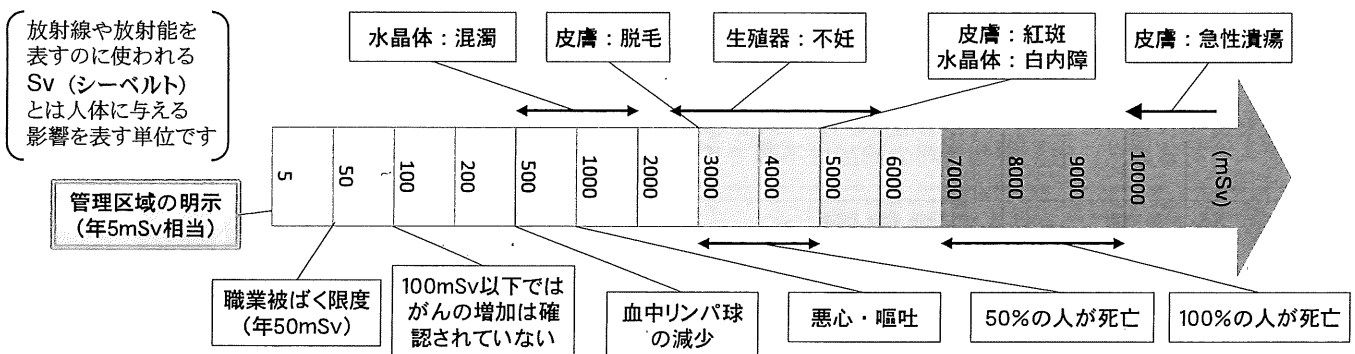 放射線や放射能を
表すのに使われる
Sv(シーベルト)
とは人体に与える
影響を表す単位です
水晶体:混濁
皮膚:脱毛
生殖器:不妊
皮膚:紅斑
水晶体:白内障
皮膚:急性潰瘍
5
50
~
100
200
500
1000
2000
3000
4000
5000
6000
7000
8000
9000
10000
(mSv)
管理区域の明示
(年5mSv相当)
職業被ばく限度
(年50mSv)
100mSv以下では
がんの増加は確
認されていない
血中リンパ球
の減少
悪心・嘔吐
50%の人が死亡
100%の人が死亡